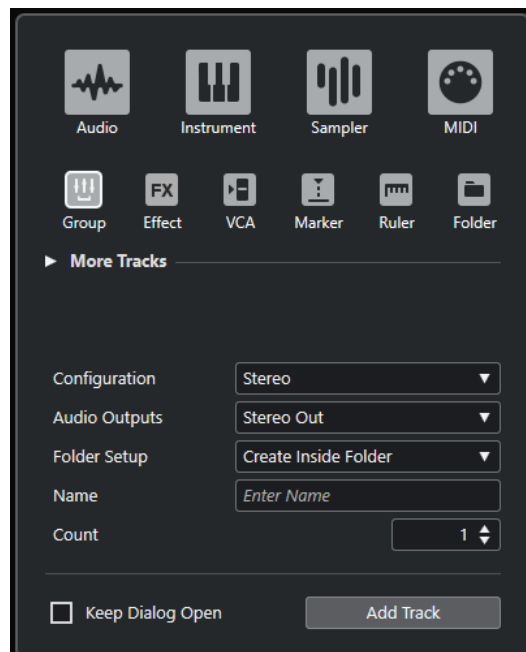 Audio Instrument Sampler MIDI
FX
Group Effect VCA Marker Ruler Folder
More Tracks
Configuration Stereo
Audio Outputs Stereo Out
Folder Setup Create Inside Folder
Name Enter Name
Count 1
Keep Dialog Open Add Track